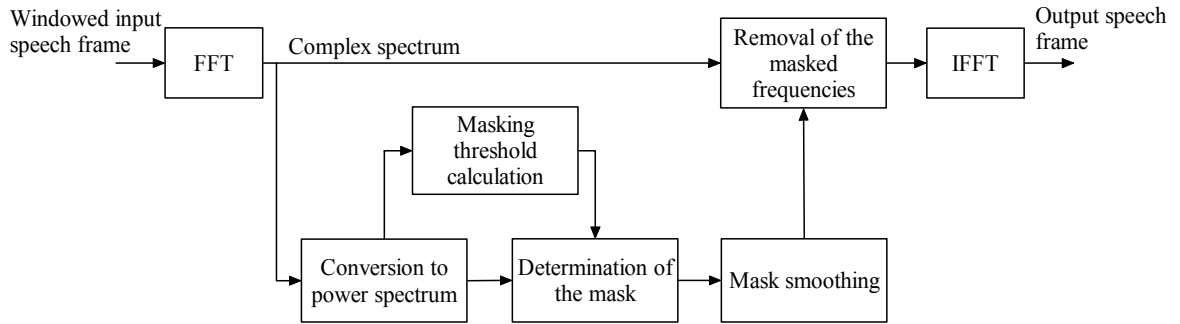 Windowed input
speech frame
FFT
Complex spectrum
Removal of the
masked
frequencies
IFFT
Output speech
frame
Masking
threshold
calculation
Conversion to
power spectrum
Determination of
the mask
Mask smoothing